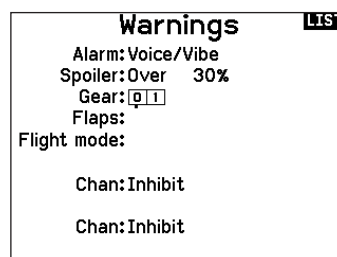 Warnings
LIST
Alarm: Voice/Vibe
Spoiler: Over 30%
Gear: 0 1
Flaps:
Flight mode:
Chan: Inhibit
Chan: Inhibit